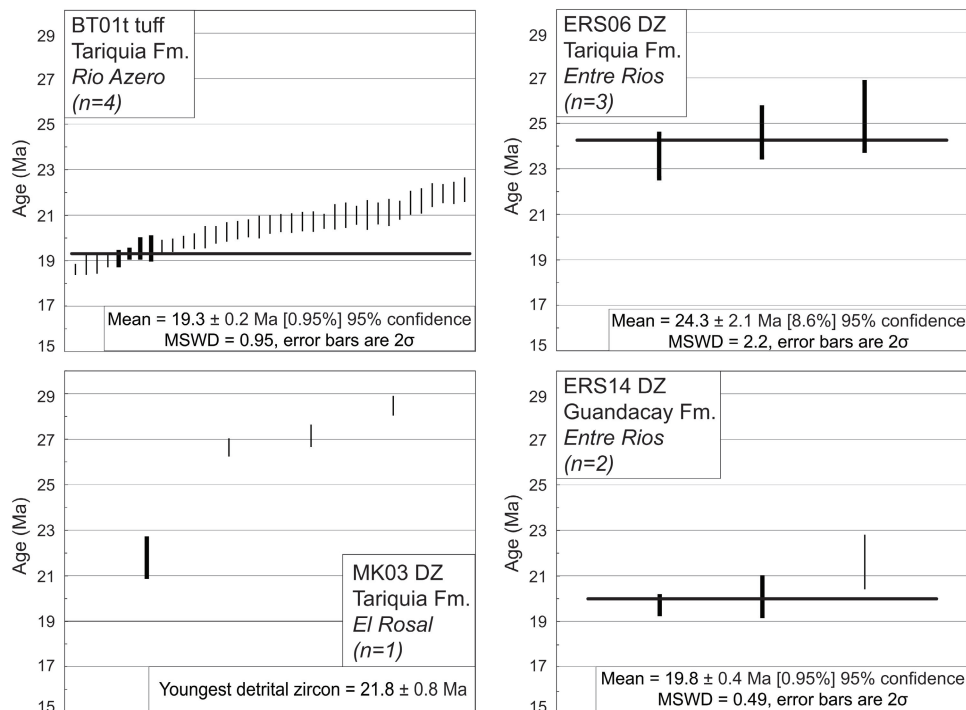 BT01t tuff
Tariquia Fm.
Rio Azero
(n=4)
Age (Ma)
29
27
25
23
21
19
17
15
Mean = 19.3 ± 0.2 Ma [0.95%] 95% confidence
MSWD = 0.95, error bars are 2σ
ERS06 DZ
Tariquia Fm.
Entre Rios
(n=3)
Age (Ma)
29
27
25
23
21
19
17
15
Mean = 24.3 ± 2.1 Ma [8.6%] 95% confidence
MSWD = 2.2, error bars are 2σ
Age (Ma)
29
27
25
23
21
19
17
15
MK03 DZ
Tariquia Fm.
El Rosal
(n=1)
Youngest detrital zircon = 21.8 ± 0.8 Ma
ERS14 DZ
Guandacay Fm.
Entre Rios
(n=2)
Age (Ma)
29
27
25
23
21
19
17
15
Mean = 19.8 ± 0.4 Ma [0.95%] 95% confidence
MSWD = 0.49, error bars are 2σ